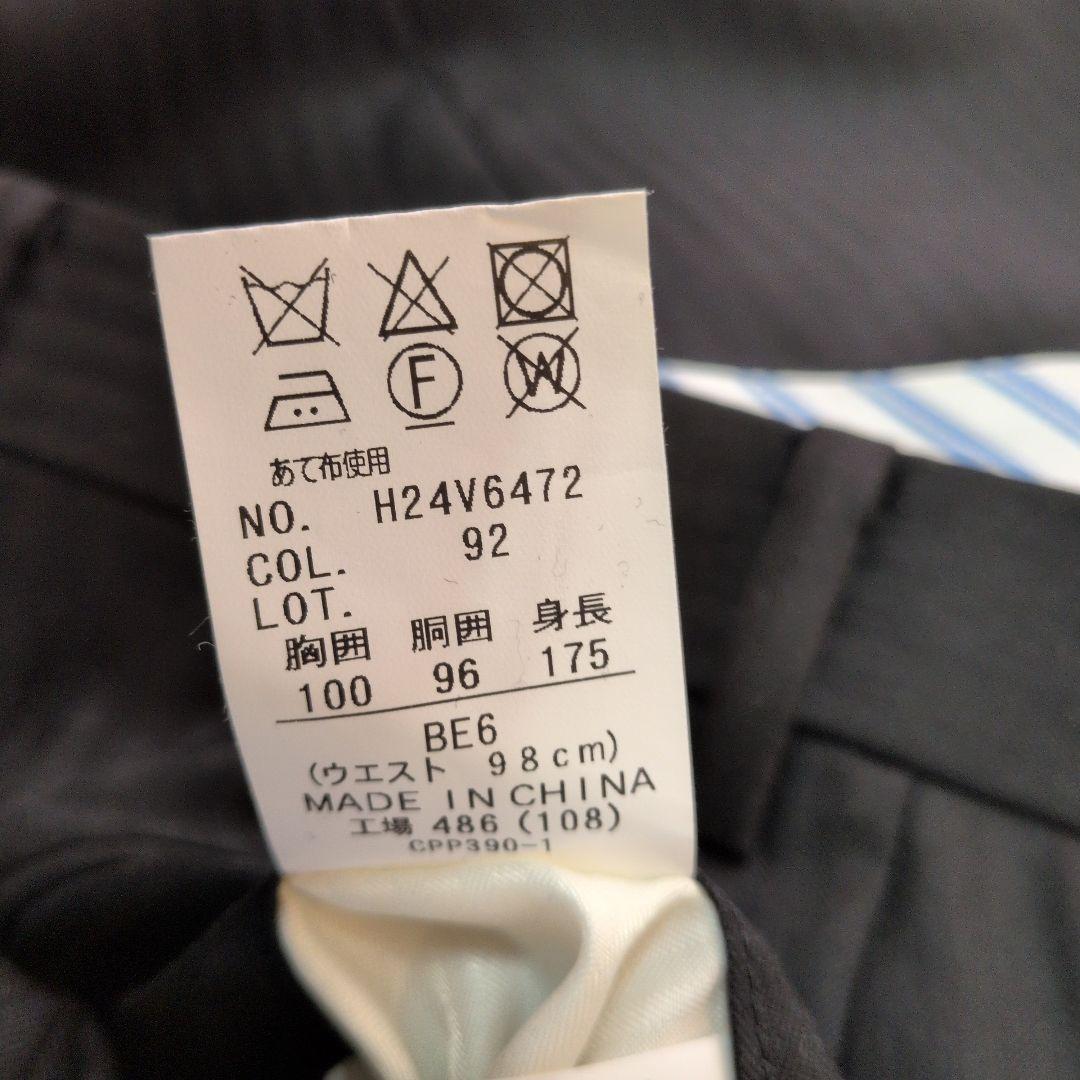 F W
あて布使用
NO. H24V6472
COL. 92
LOT.
胸囲 胴囲 身長
100 96 175
BE6
(ウエスト 98cm)
MADE IN CHINA
工場 486 (108)
CPP390-1